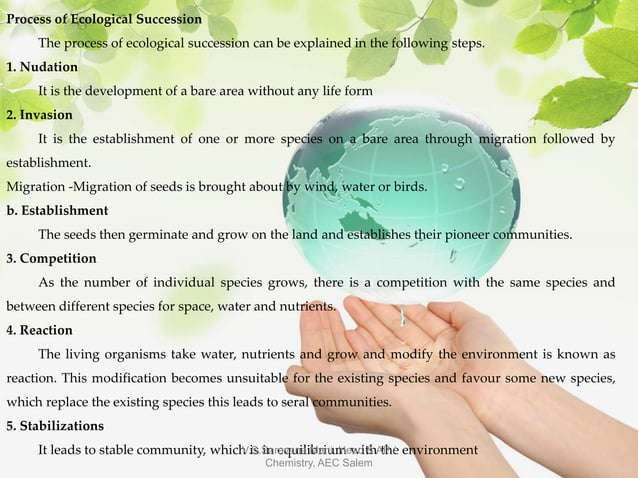 Process of Ecological Succession
The process of ecological succession can be explained in the following steps.
1. Nudation
It is the development of a bare area without any life form
2. Invasion
It is the establishment of one or more species on a bare area through migration followed by
establishment.
Migration -Migration of seeds is brought about by wind, water or birds.
b. Establishment
The seeds then germinate and grow on the land and establishes their pioneer communities.
3. Competition
As the number of individual species grows, there is a competition with the same species and
between different species for space, water and nutrients.
4. Reaction
The living organisms take water, nutrients and grow and modify the environment is known as
reaction. This modification becomes unsuitable for the existing species and favour some new species,
which replace the existing species this leads to seral communities.
5. Stabilizations
It leads to stable community, which is in equilibrium with the environment
Chemistry, AEC Salem